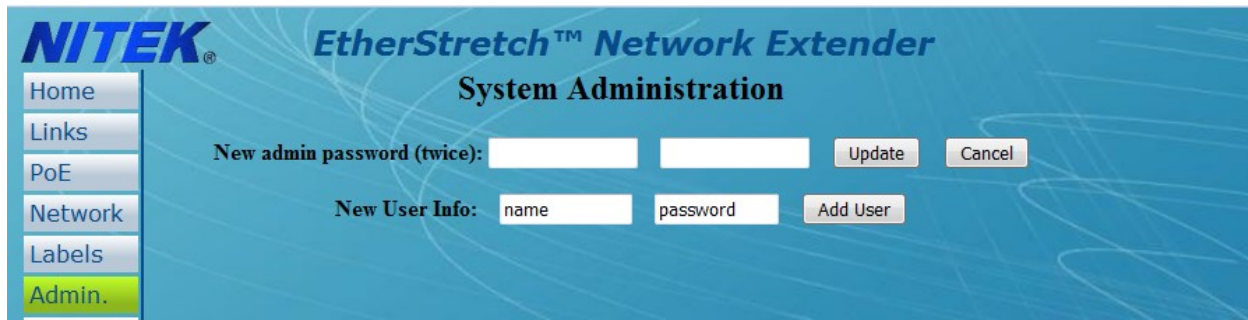 NITEK®
EtherStretch™ Network Extender
System Administration
Home
Links
PoE
Network
Labels
Admin.
New admin password (twice): Update Cancel
New User Info: name password Add User